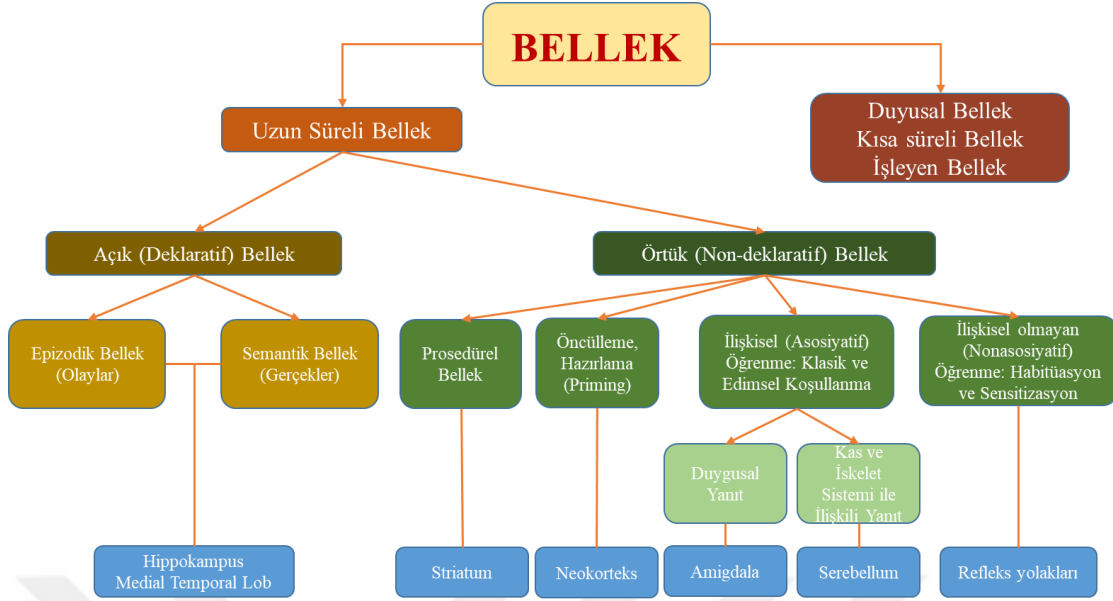 BELLEK
Uzun Süreli Bellek
Duyusal Bellek
Kısa süreli Bellek
İşleyen Bellek
Açık (Deklaratif) Bellek
Örtük (Non-deklaratif) Bellek
Epizodik Bellek
(Olaylar)
Semantik Bellek
(Gerçekler)
Prosedürel
Bellek
Öncülleme,
Hazırlama
(Priming)
İlişkisel (Asosiyatif)
Öğrenme: Klasik ve
Edimsel Koşullanma
İlişkisel olmayan
(Nonasosiyatif)
Öğrenme: Habitüasyon
ve Sensitizasyon
Duygusal
Yanıt
Kas ve
İskelet
Sistemi ile
İlişkili Yanıt
Hippokampus
Medial Temporal Lob
Striatum
Neokorteks
Amigdala
Serebellum
Refleks yolakları